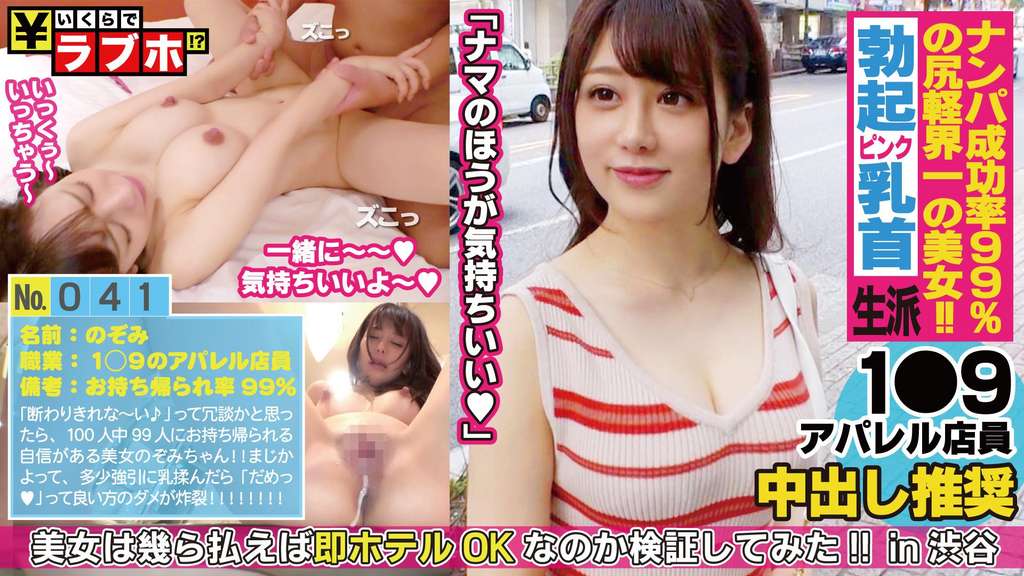 ¥いくらで
ラブホ!?
ズこっ
いっくぅ~
いっちゃう~
ズこっ
一緒に~~♥
気持ちいいよ~♥
No.041
名前：のぞみ
職業：1◯9のアパレル店員
備考：お持ち帰られ率99%
「断わりきれな~い♪」って冗談かと思っ
たら、100人中99人にお持ち帰られる
自信がある美女のぞみちゃん!!まじか
よって、多少強引に乳揉んだら「だめっ
♥」って良い方のダメが炸裂!!!!!!!!
「ナマのほうが気持ちいい♥」
ナンパ成功率99%
の尻軽界一の美女!!
勃起ピンク乳首
生派
1●9
アパレル店員
中出し推奨
美女は幾ら払えば即ホテルOKなのか検証してみた!! in 渋谷